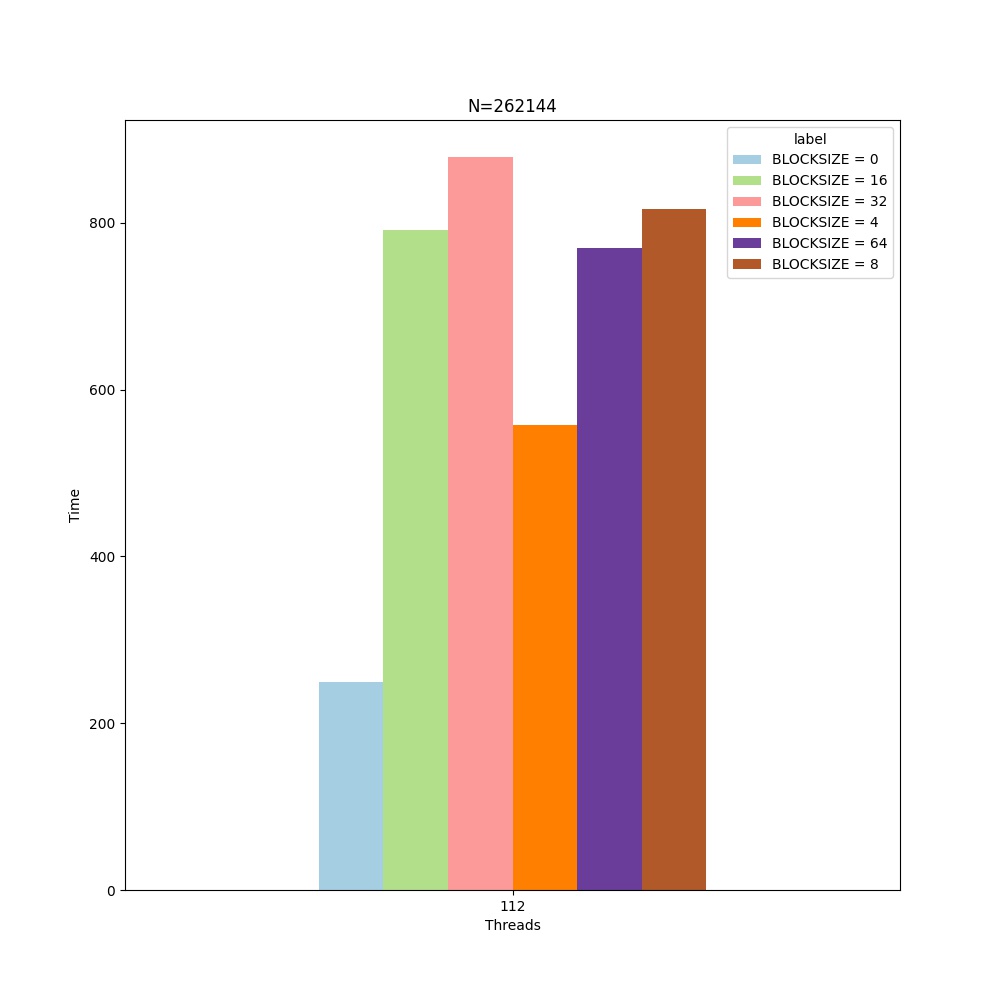 N=262144
label
BLOCKSIZE = 0
BLOCKSIZE = 16
BLOCKSIZE = 32
BLOCKSIZE = 4
BLOCKSIZE = 64
BLOCKSIZE = 8
800
600
400
200
0
Time
112
Threads